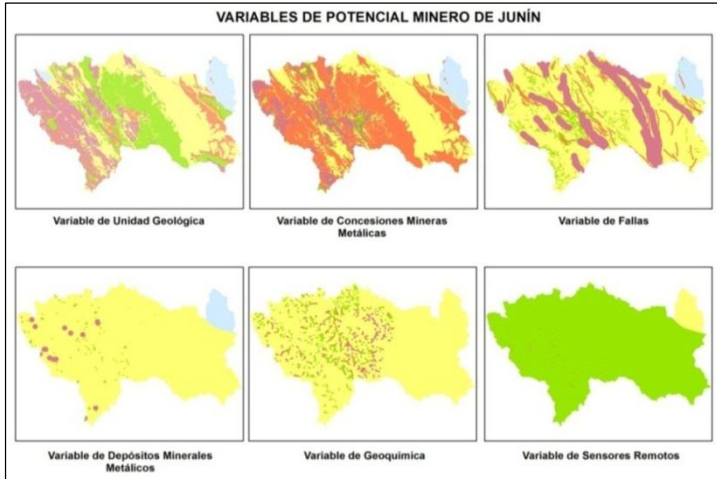 VARIABLES DE POTENCIAL MINERO DE JUNÍN
Variable de Unidad Geológica
Variable de Concesiones Mineras
Metálicas
Variable de Fallas
Variable de Depósitos Minerales
Metálicos
Variable de Geoquímica
Variable de Sensores Remotos